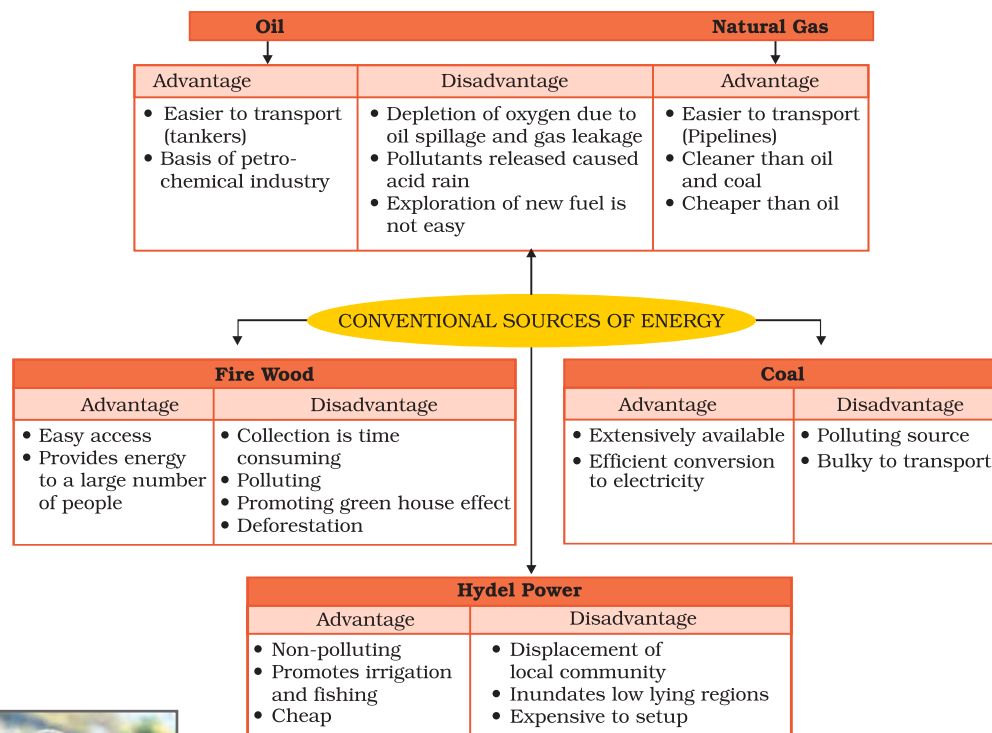 Oil
Natural Gas
Advantage
• Easier to transport
(tankers)
• Basis of petro-
chemical industry
Disadvantage
• Depletion of oxygen due to
oil spillage and gas leakage
• Pollutants released caused
acid rain
• Exploration of new fuel is
not easy
Advantage
• Easier to transport
(Pipelines)
• Cleaner than oil
and coal
• Cheaper than oil
CONVENTIONAL SOURCES OF ENERGY
Fire Wood
Advantage
• Easy access
• Provides energy
to a large number
of people
Disadvantage
• Collection is time
consuming
• Polluting
• Promoting green house effect
• Deforestation
Coal
Advantage
• Extensively available
• Efficient conversion
to electricity
Disadvantage
• Polluting source
• Bulky to transport
Hydel Power
Advantage
• Non-polluting
• Promotes irrigation
and fishing
• Cheap
Disadvantage
• Displacement of
local community
• Inundates low lying regions
• Expensive to setup